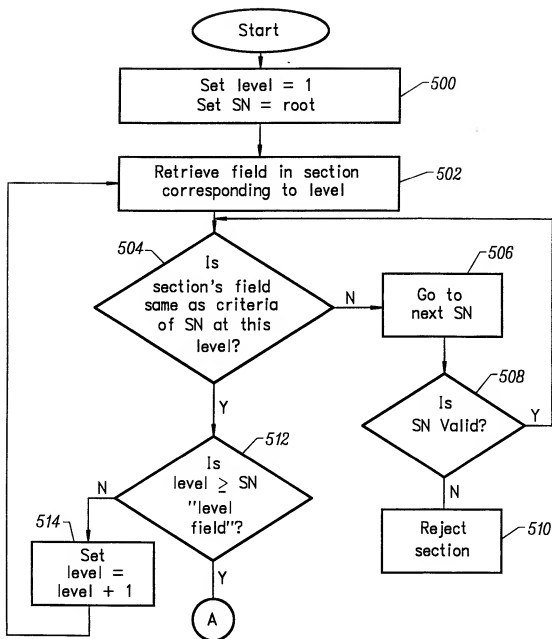 Start
Set level = 1
Set SN = root
500
Retrieve field in section
corresponding to level
502
504
Is
section's field
same as criteria
of SN at this
level?
N
Y
506
Go to
next SN
508
Is
SN Valid?
Y
N
Reject
section
510
512
Is
level ≥ SN
"level
field"?
N
Y
514
Set
level =
level + 1
A